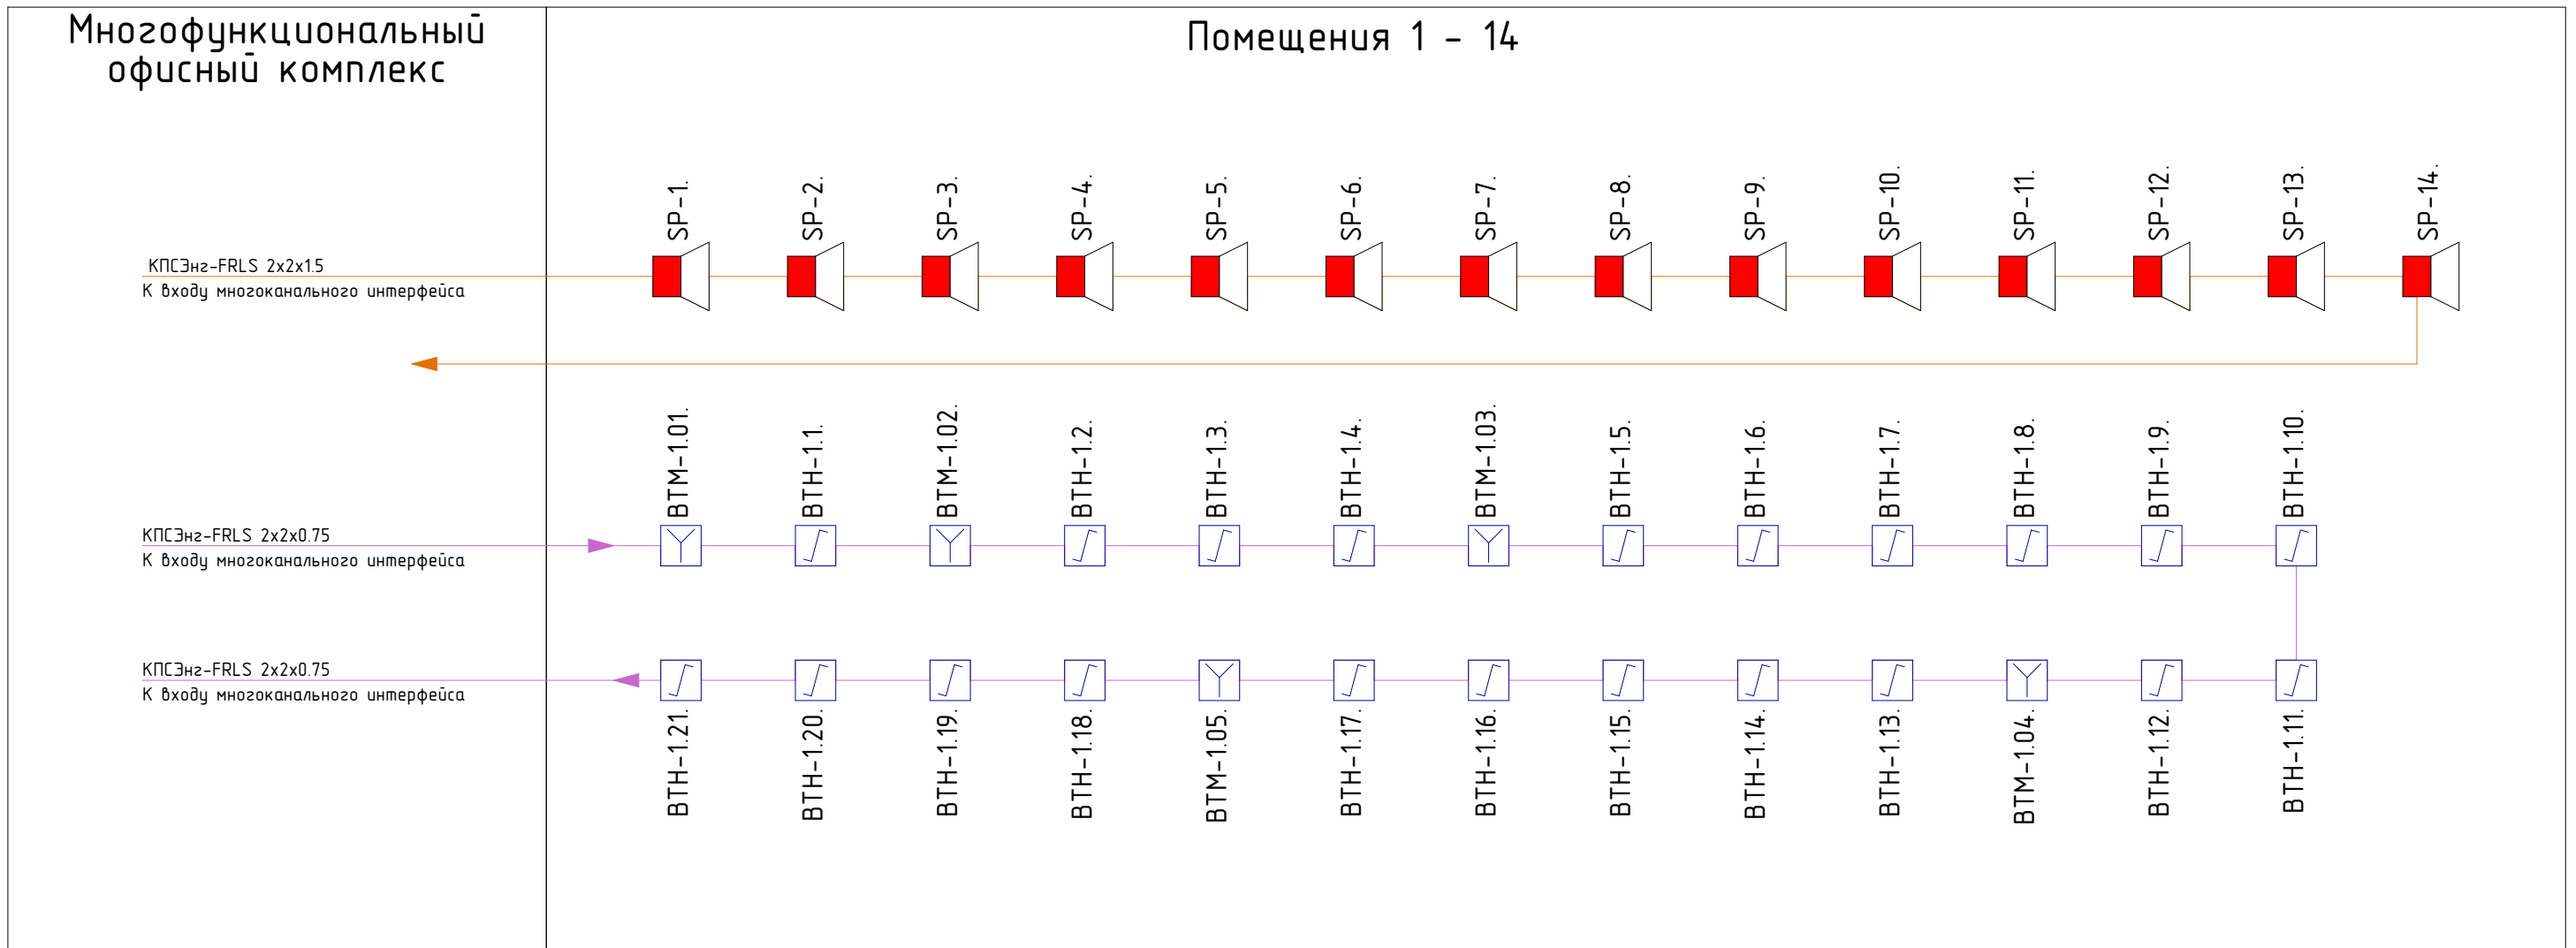 Многофункциональный
офисный комплекс
Помещения 1 - 14
SP-1.
SP-2.
SP-3.
SP-4.
SP-5.
SP-6.
SP-7.
SP-8.
SP-9.
SP-10.
SP-11.
SP-12.
SP-13.
SP-14.
КПСЭнг-FRLS 2x2x1.5
К входу многоканального интерфейса
BTM-1.01.
BTH-1.1.
BTM-1.02.
BTH-1.2.
BTH-1.3.
BTH-1.4.
BTM-1.03.
BTH-1.5.
BTH-1.6.
BTH-1.7.
BTH-1.8.
BTH-1.9.
BTH-1.10.
КПСЭнг-FRLS 2x2x0.75
К входу многоканального интерфейса
КПСЭнг-FRLS 2x2x0.75
К входу многоканального интерфейса
BTH-1.21.
BTH-1.20.
BTH-1.19.
BTH-1.18.
BTM-1.05.
BTH-1.17.
BTH-1.16.
BTH-1.15.
BTH-1.14.
BTH-1.13.
BTM-1.04.
BTH-1.12.
BTH-1.11.